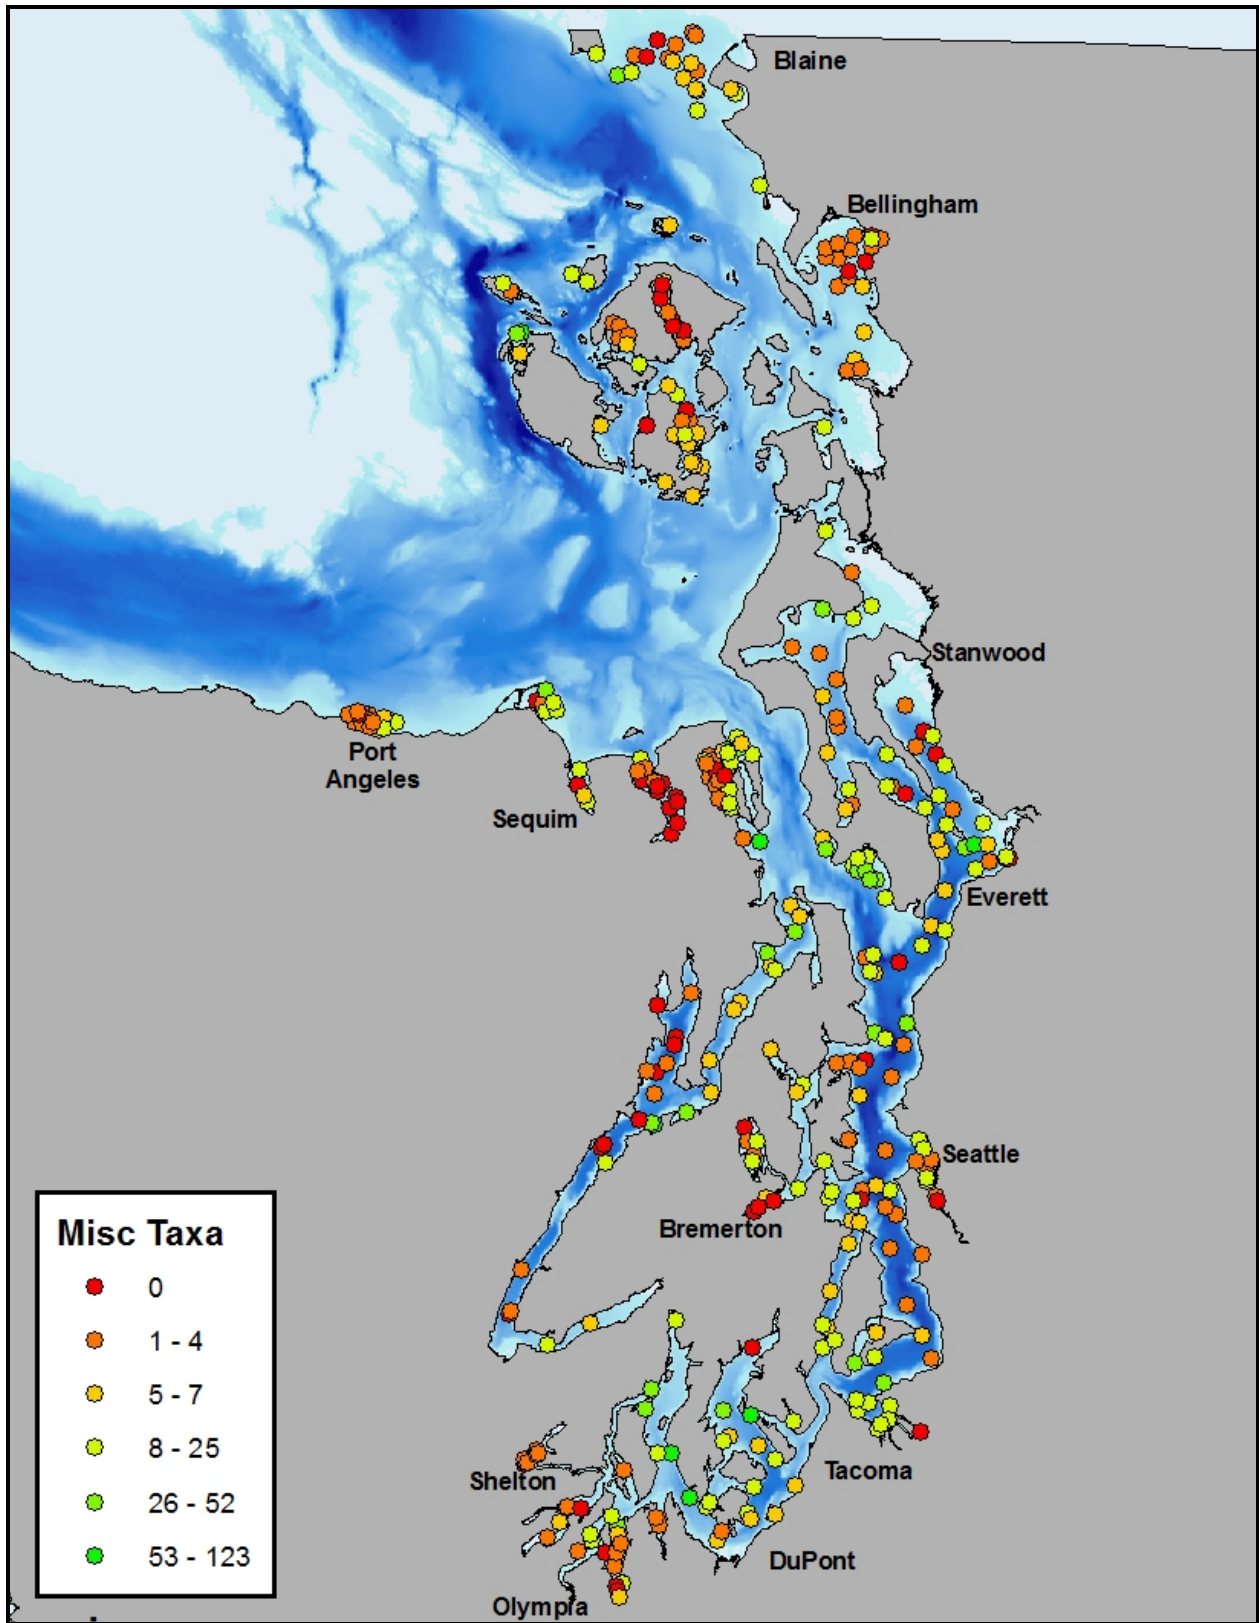 Blaine
Bellingham
Stanwood
Port
Angeles
Sequim
Everett
Seattle
Bremerton
Misc Taxa
0
1 - 4
5 - 7
8 - 25
26 - 52
53 - 123
Shelton
Tacoma
DuPont
Olympia